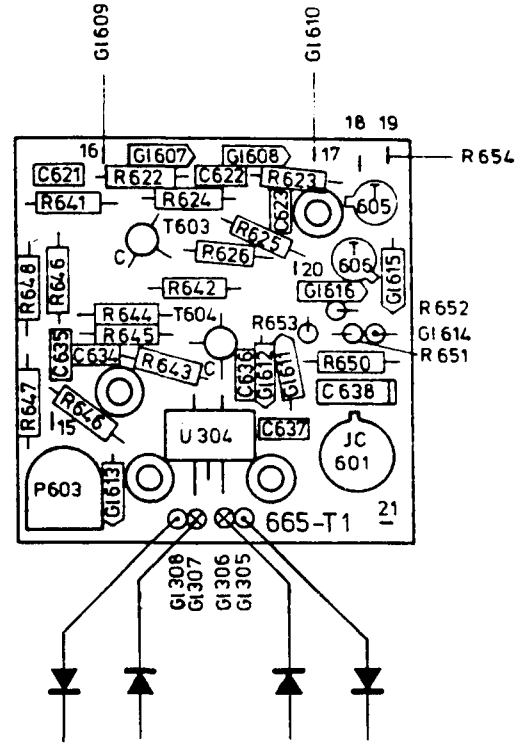 GI609
GI610
18
19
16
GI607
GI608
17
R654
C621
R622
C622
R623
T
605
R641
R624
C623
T603
R625
C
R626
T
606
R648
R646
20
GI615
R642
GI616
R644
T604
R652
R645
R653
GI614
C635
C634
R643
C
C636
GI612
GI611
R650
R651
R647
R646
C638
15
U304
C637
JC
601
P603
GI613
665-T1
21
GI308
GI307
GI306
GI305